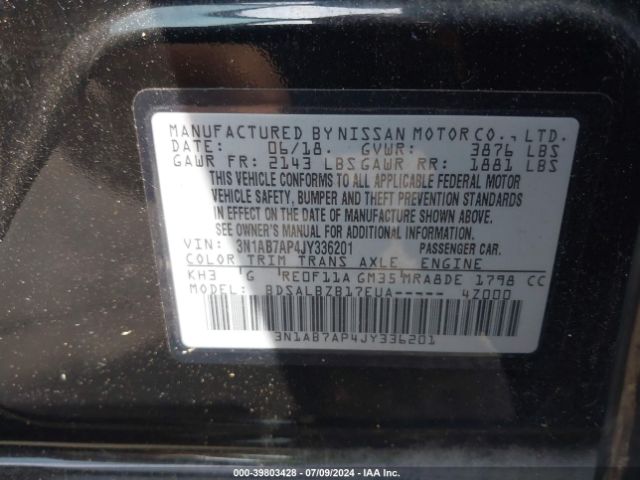 MANUFACTURED BY NISSAN MOTOR CO., LTD.
DATE: 06/18. GVWR: 3876 LBS
GAWR FR: 2143 LBS GAWR RR: 1881 LBS
THIS VEHICLE CONFORMS TO ALL APPLICABLE FEDERAL MOTOR
VEHICLE SAFETY, BUMPER AND THEFT PREVENTION STANDARDS
IN EFFECT ON THE DATE OF MANUFACTURE SHOWN ABOVE.
SEE OWNER'S MANUAL FOR ADDITIONAL INFORMATION.
VIN: 3N1AB7AP4JY336201 PASSENGER CAR.
COLOR TRIM TRANS AXLE ENGINE
KH3 G RE0F11A GM35 MRA8DE 1798 CC
MODEL: BDSALBZB17EUA----- 4Z000
3N1AB7AP4JY336201
000-39803428 - 07/09/2024 - IAA Inc.